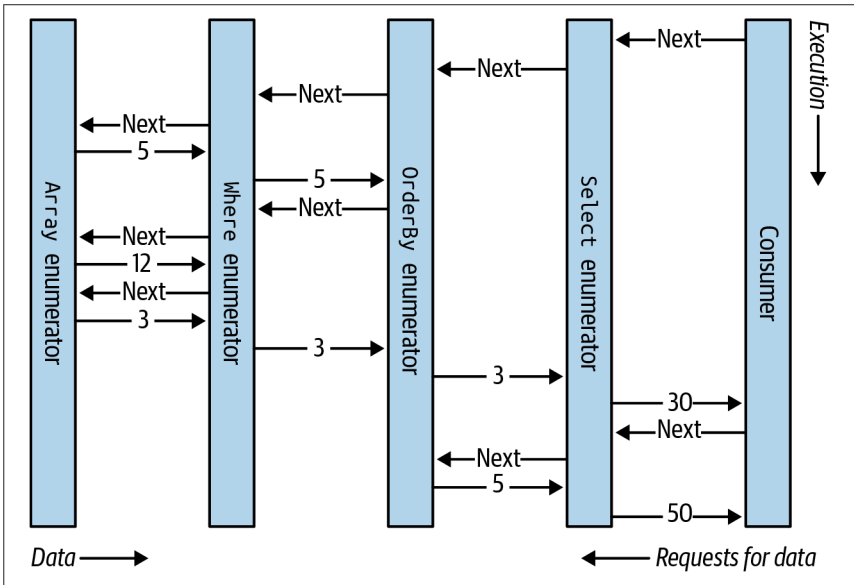 Next
Execution
Next
Next
Next
5
5
Next
Array enumerator
Where enumerator
OrderBy enumerator
Select enumerator
Consumer
Next
12
Next
3
3
3
30
Next
Next
5
50
Data
Requests for data